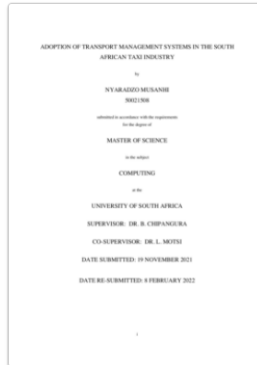 ADOPTION OF TRANSPORT MANAGEMENT SYSTEMS IN THE SOUTH
AFRICAN TAXI INDUSTRY
by
NYARADZO MUSANHI
submitted in accordance with the requirements
for the degree of
MASTER OF SCIENCE
in the subject
COMPUTING
at the
UNIVERSITY OF SOUTH AFRICA
SUPERVISOR: DR. B. CHIPANGURA
CO-SUPERVISOR: DR. L. MOTSI
DATE SUBMITTED: 19 NOVEMBER 2021
DATE RE-SUBMITTED: 8 FEBRUARY 2022